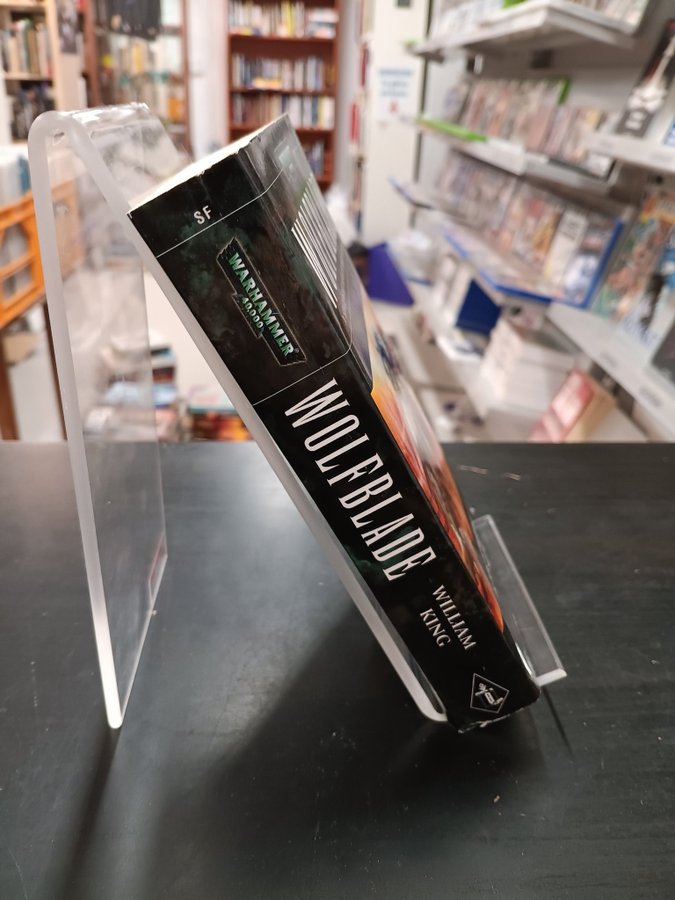 SF
WARHAMMER
40,000
WOLFBLADE
WILLIAM
KING